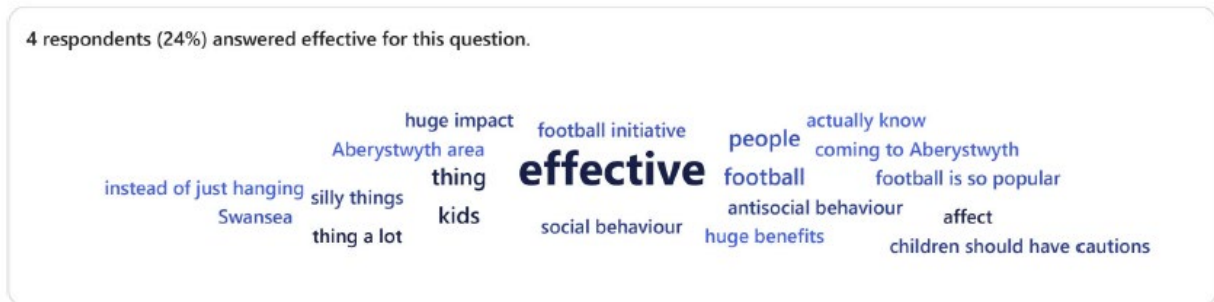 4 respondents (24%) answered effective for this question.
huge impact
football initiative
actually know
Aberystwyth area
people
coming to Aberystwyth
thing
effective
football
football is so popular
instead of just hanging
silly things
Swansea
kids
antisocial behaviour
affect
social behaviour
thing a lot
huge benefits
children should have cautions